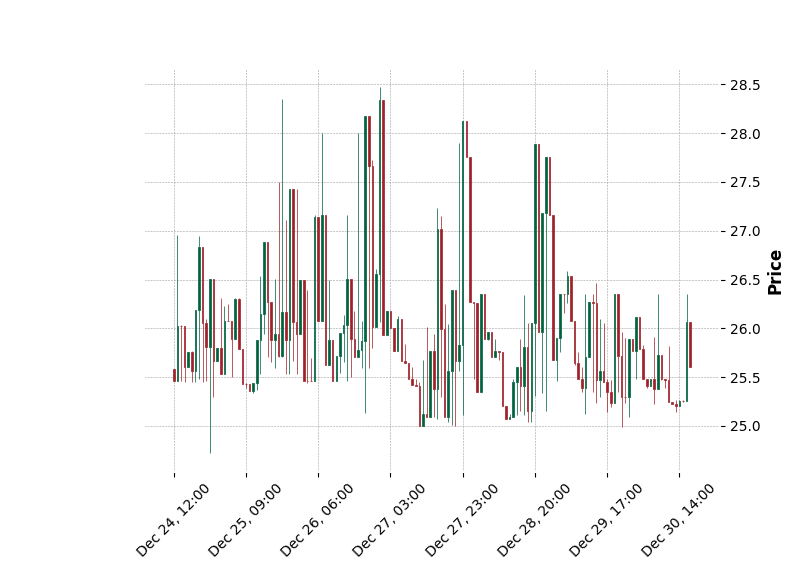 28.5
28.0
27.5
27.0
26.5
26.0
25.5
25.0
Price
Dec 24, 12:00
Dec 25, 09:00
Dec 26, 06:00
Dec 27, 03:00
Dec 27, 23:00
Dec 28, 20:00
Dec 29, 17:00
Dec 30, 14:00